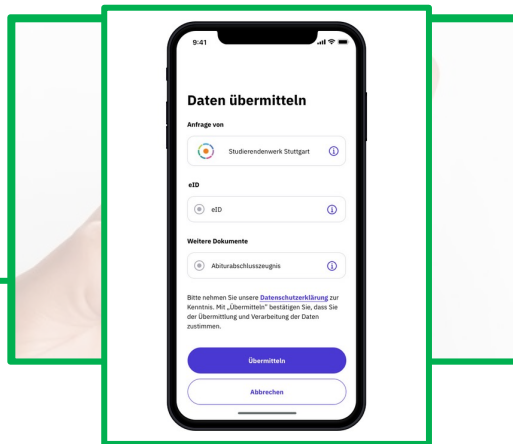 9:41
Daten übermitteln
Anfrage von
Studierendenwerk Stuttgart
eID
eID
Weitere Dokumente
Abiturabschlusszeugnis
Bitte nehmen Sie unsere Datenschutzerklärung zur
Kenntnis. Mit „Übermitteln" bestätigen Sie, dass Sie
der Übermittlung und Verarbeitung der Daten
zustimmen.
Übermitteln
Abbrechen